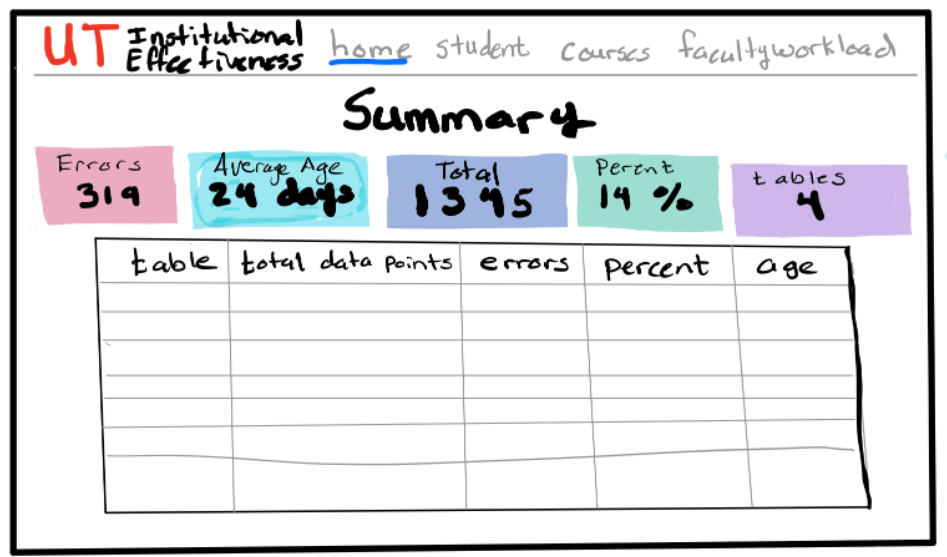 UT Institutional
Effectiveness
home student courses facultyworkload
Summary
Errors
319
Average Age
24 days
Total
1345
Percnt
14 %
tables
4
table total data points errors percent age